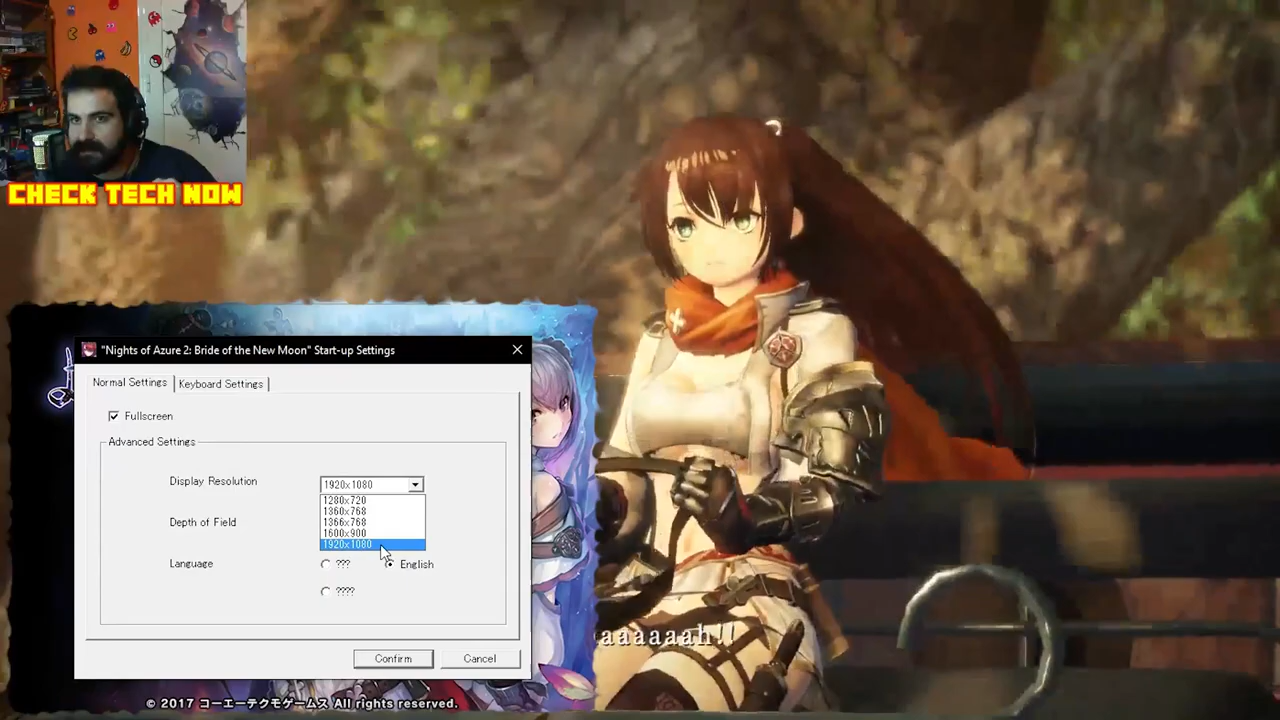 CHECK TECH NOW
"Nights of Azure 2: Bride of the New Moon" Start-up Settings
Normal Settings
Keyboard Settings
Fullscreen
Advanced Settings
Display Resolution
1920x1080
1280x720
1360x768
1366x768
1600x900
1920x1080
Depth of Field
Language
???
English
????
Confirm
Cancel
aaaaaah!!
© 2017 コーエーテクモゲームス All rights reserved.